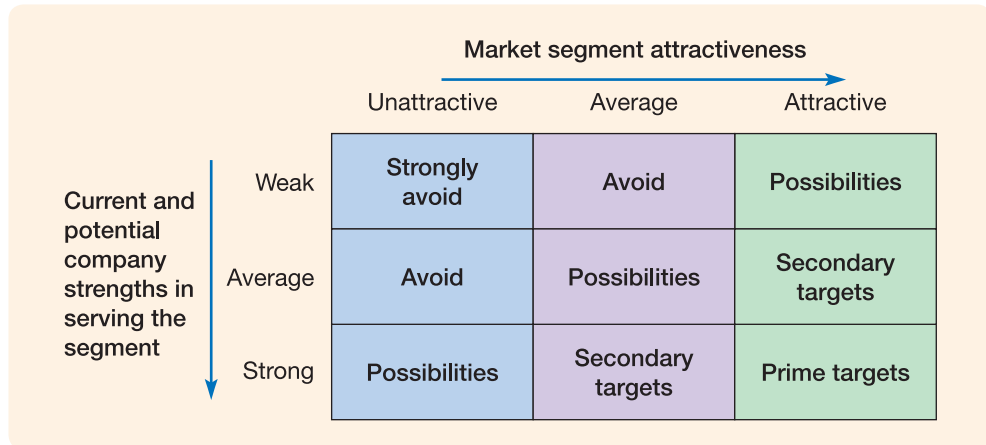 Market segment attractiveness
Unattractive
Average
Attractive
Current and
potential
company
strengths in
serving the
segment
Weak
Strongly
avoid
Avoid
Possibilities
Average
Avoid
Possibilities
Secondary
targets
Strong
Possibilities
Secondary
targets
Prime targets